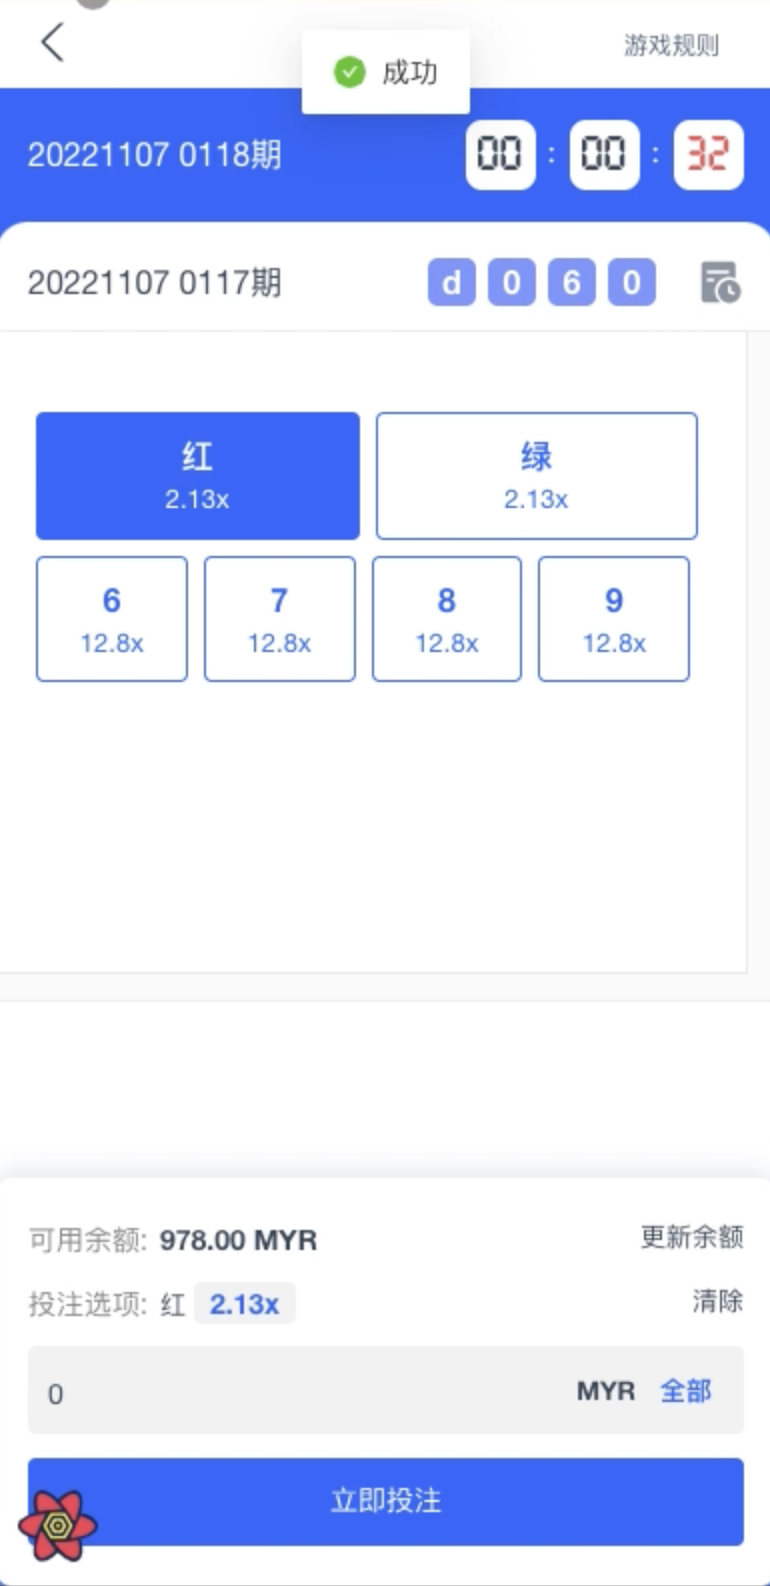 成功
游戏规则
20221107 0118期
00 : 00 : 32
20221107 0117期
d 0 6 0
红
2.13x
绿
2.13x
6
12.8x
7
12.8x
8
12.8x
9
12.8x
可用余额: 978.00 MYR
更新余额
投注选项: 红 2.13x
清除
0
MYR 全部
立即投注